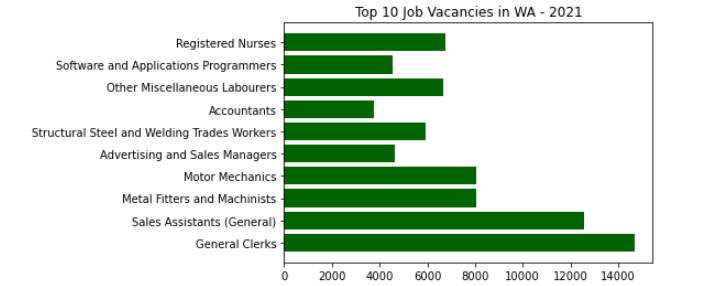 Top 10 Job Vacancies in WA - 2021
Registered Nurses
Software and Applications Programmers
Other Miscellaneous Labourers
Accountants
Structural Steel and Welding Trades Workers
Advertising and Sales Managers
Motor Mechanics
Metal Fitters and Machinists
Sales Assistants (General)
General Clerks
0 2000 4000 6000 8000 10000 12000 14000